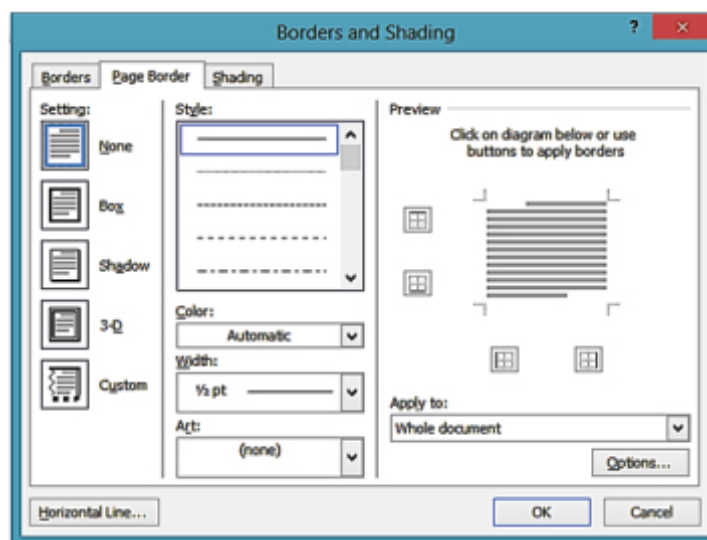 Borders and Shading
?
Borders
Page Border
Shading
Setting:
None
Box
Shadow
3-D
Custom
Style:
Color:
Automatic
Width:
½ pt
Art:
(none)
Preview
Click on diagram below or use
buttons to apply borders
Apply to:
Whole document
Options...
Horizontal Line...
OK
Cancel